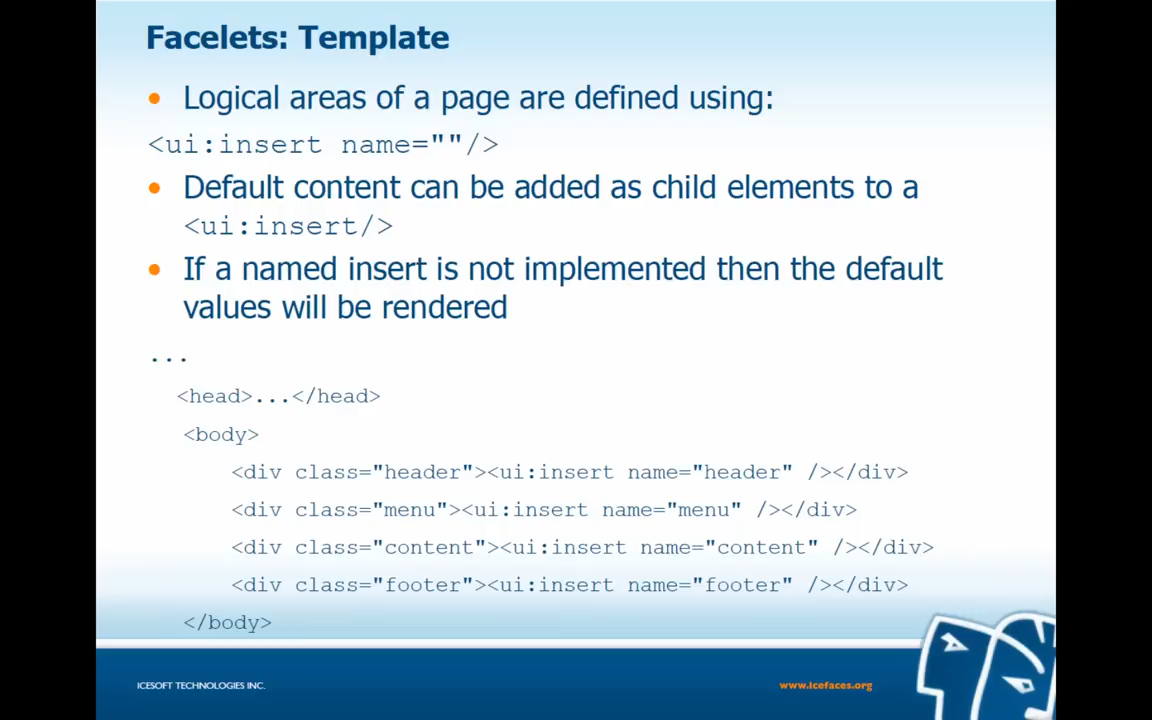 Facelets: Template
• Logical areas of a page are defined using:
<ui:insert name=""/>
• Default content can be added as child elements to a
<ui:insert/>
• If a named insert is not implemented then the default
values will be rendered
...
<head>...</head>
<body>
<div class="header"><ui:insert name="header" /></div>
<div class="menu"><ui:insert name="menu" /></div>
<div class="content"><ui:insert name="content" /></div>
<div class="footer"><ui:insert name="footer" /></div>
</body>
ICESOFT TECHNOLOGIES INC.
www.icefaces.org